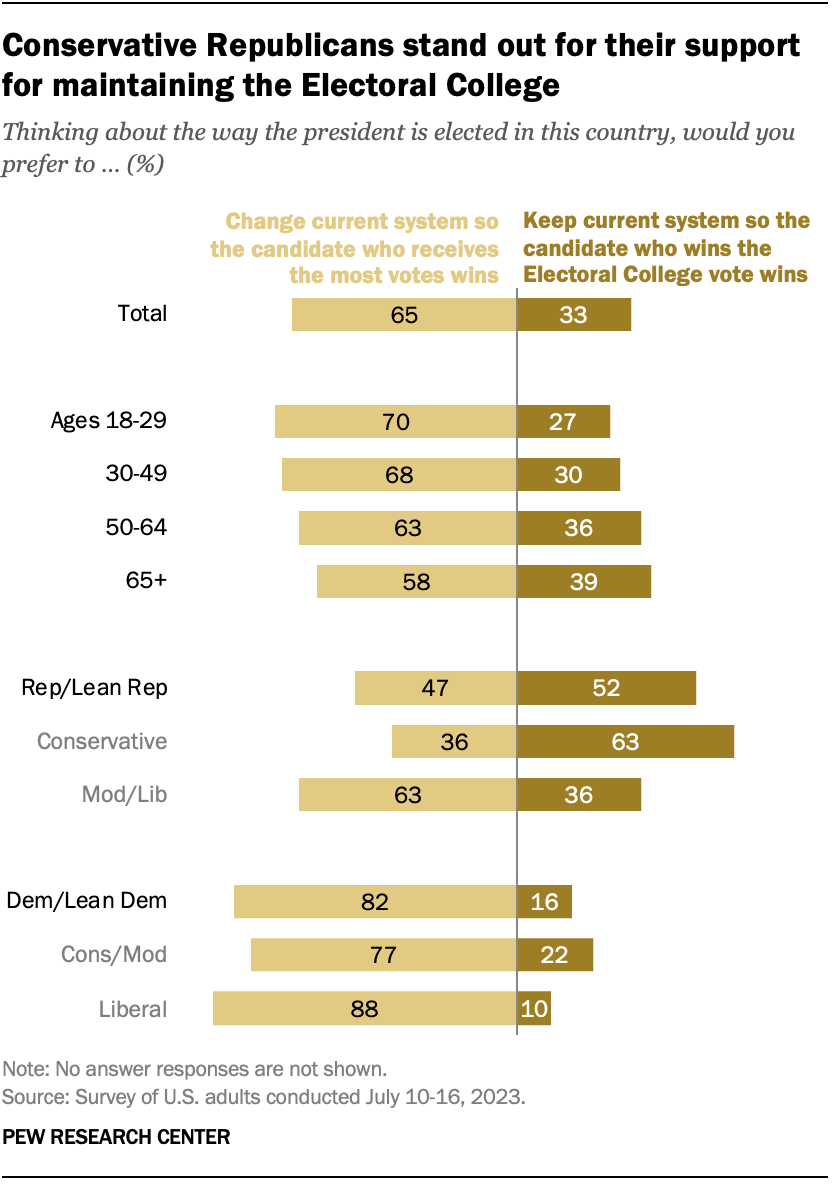 Conservative Republicans stand out for their support
for maintaining the Electoral College
Thinking about the way the president is elected in this country, would you
prefer to ... (%)
Change current system so
the candidate who receives
the most votes wins
Keep current system so the
candidate who wins the
Electoral College vote wins
Total 65 33
Ages 18-29 70 27
30-49 68 30
50-64 63 36
65+ 58 39
Rep/Lean Rep 47 52
Conservative 36 63
Mod/Lib 63 36
Dem/Lean Dem 82 16
Cons/Mod 77 22
Liberal 88 10
Note: No answer responses are not shown.
Source: Survey of U.S. adults conducted July 10-16, 2023.
PEW RESEARCH CENTER